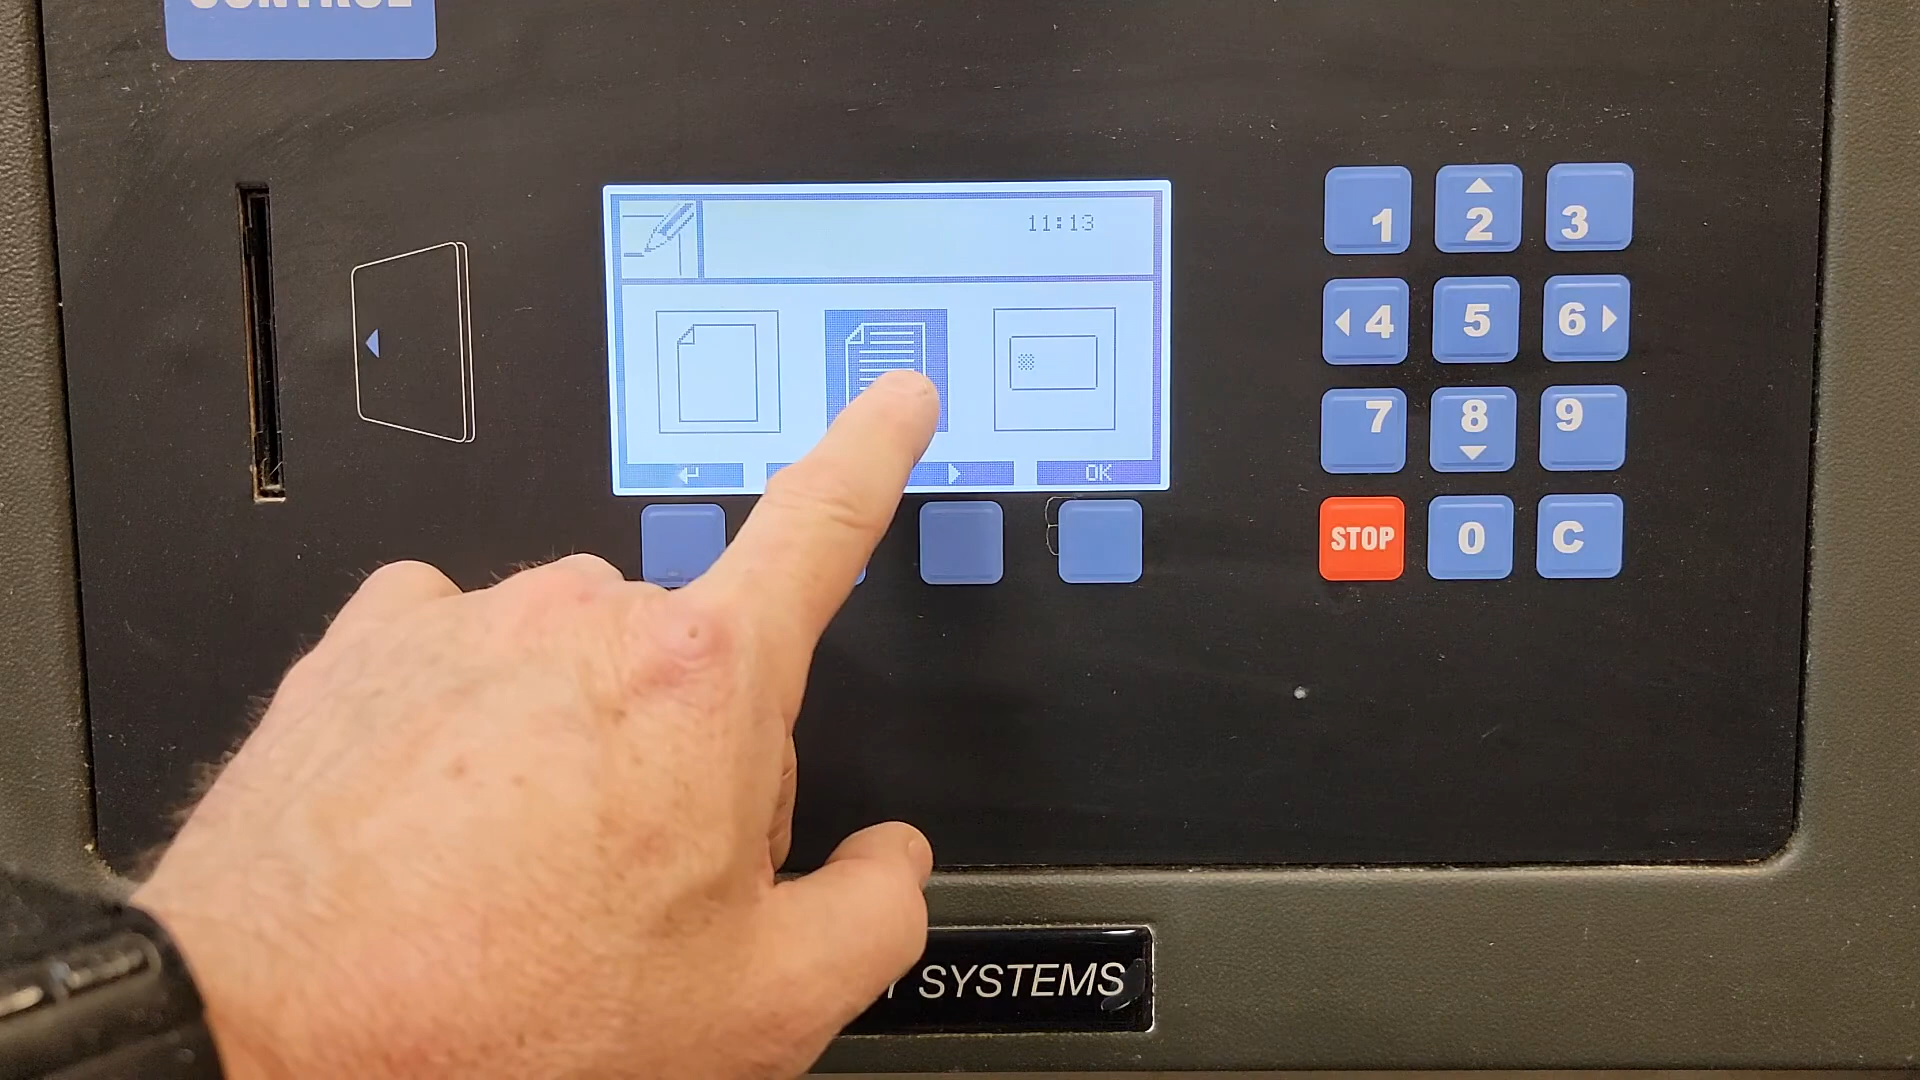 CONTROL
11:13
OK
1 2 3
4 5 6
7 8 9
STOP 0 C
SYSTEMS